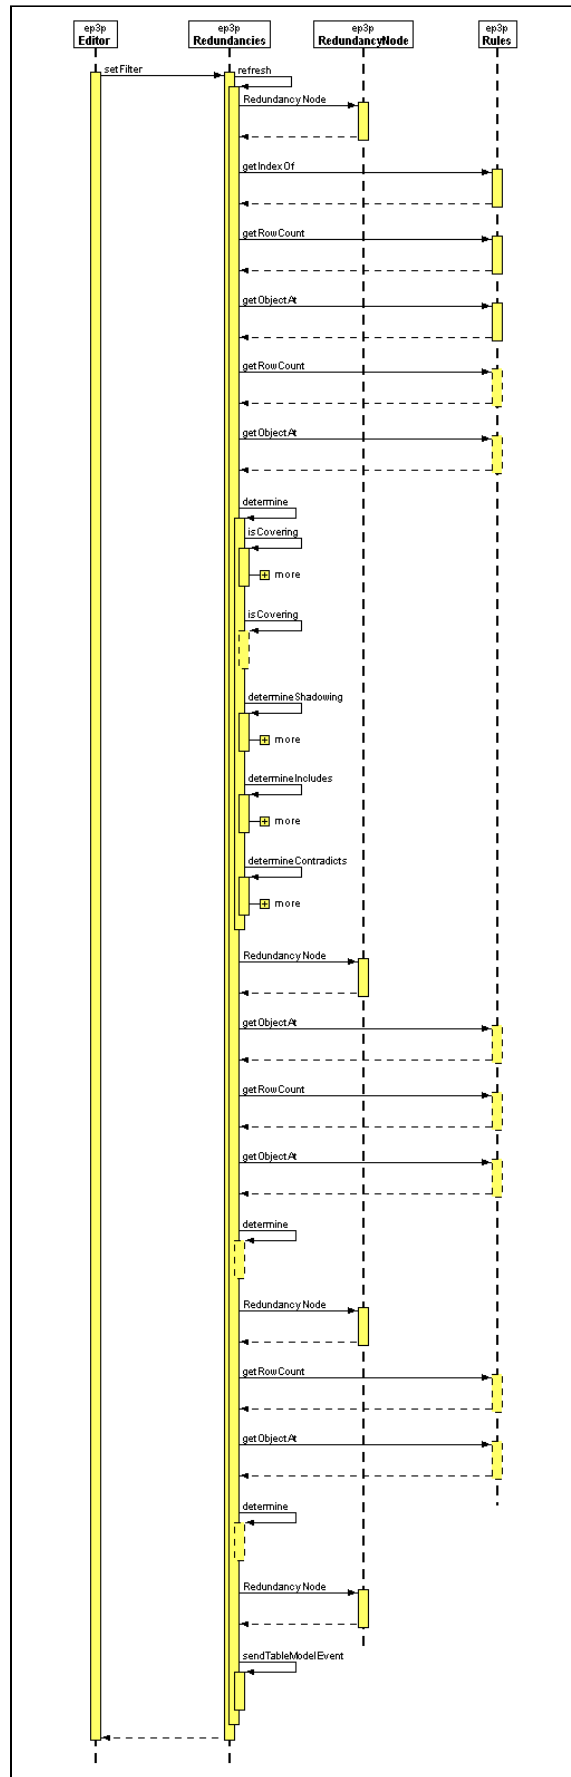 ep3p ep3p ep3p ep3p
Editor Redundancies RedundancyNode Rules
setFilter refresh
RedundancyNode
getIndexOf
getRowCount
getObjectAt
getRowCount
getObjectAt
determine
isCovering
+ more
isCovering
determineShadowing
+ more
determineIncludes
+ more
determineContradicts
+ more
RedundancyNode
getObjectAt
getRowCount
getObjectAt
determine
RedundancyNode
getRowCount
getObjectAt
determine
RedundancyNode
sendTableModelEvent